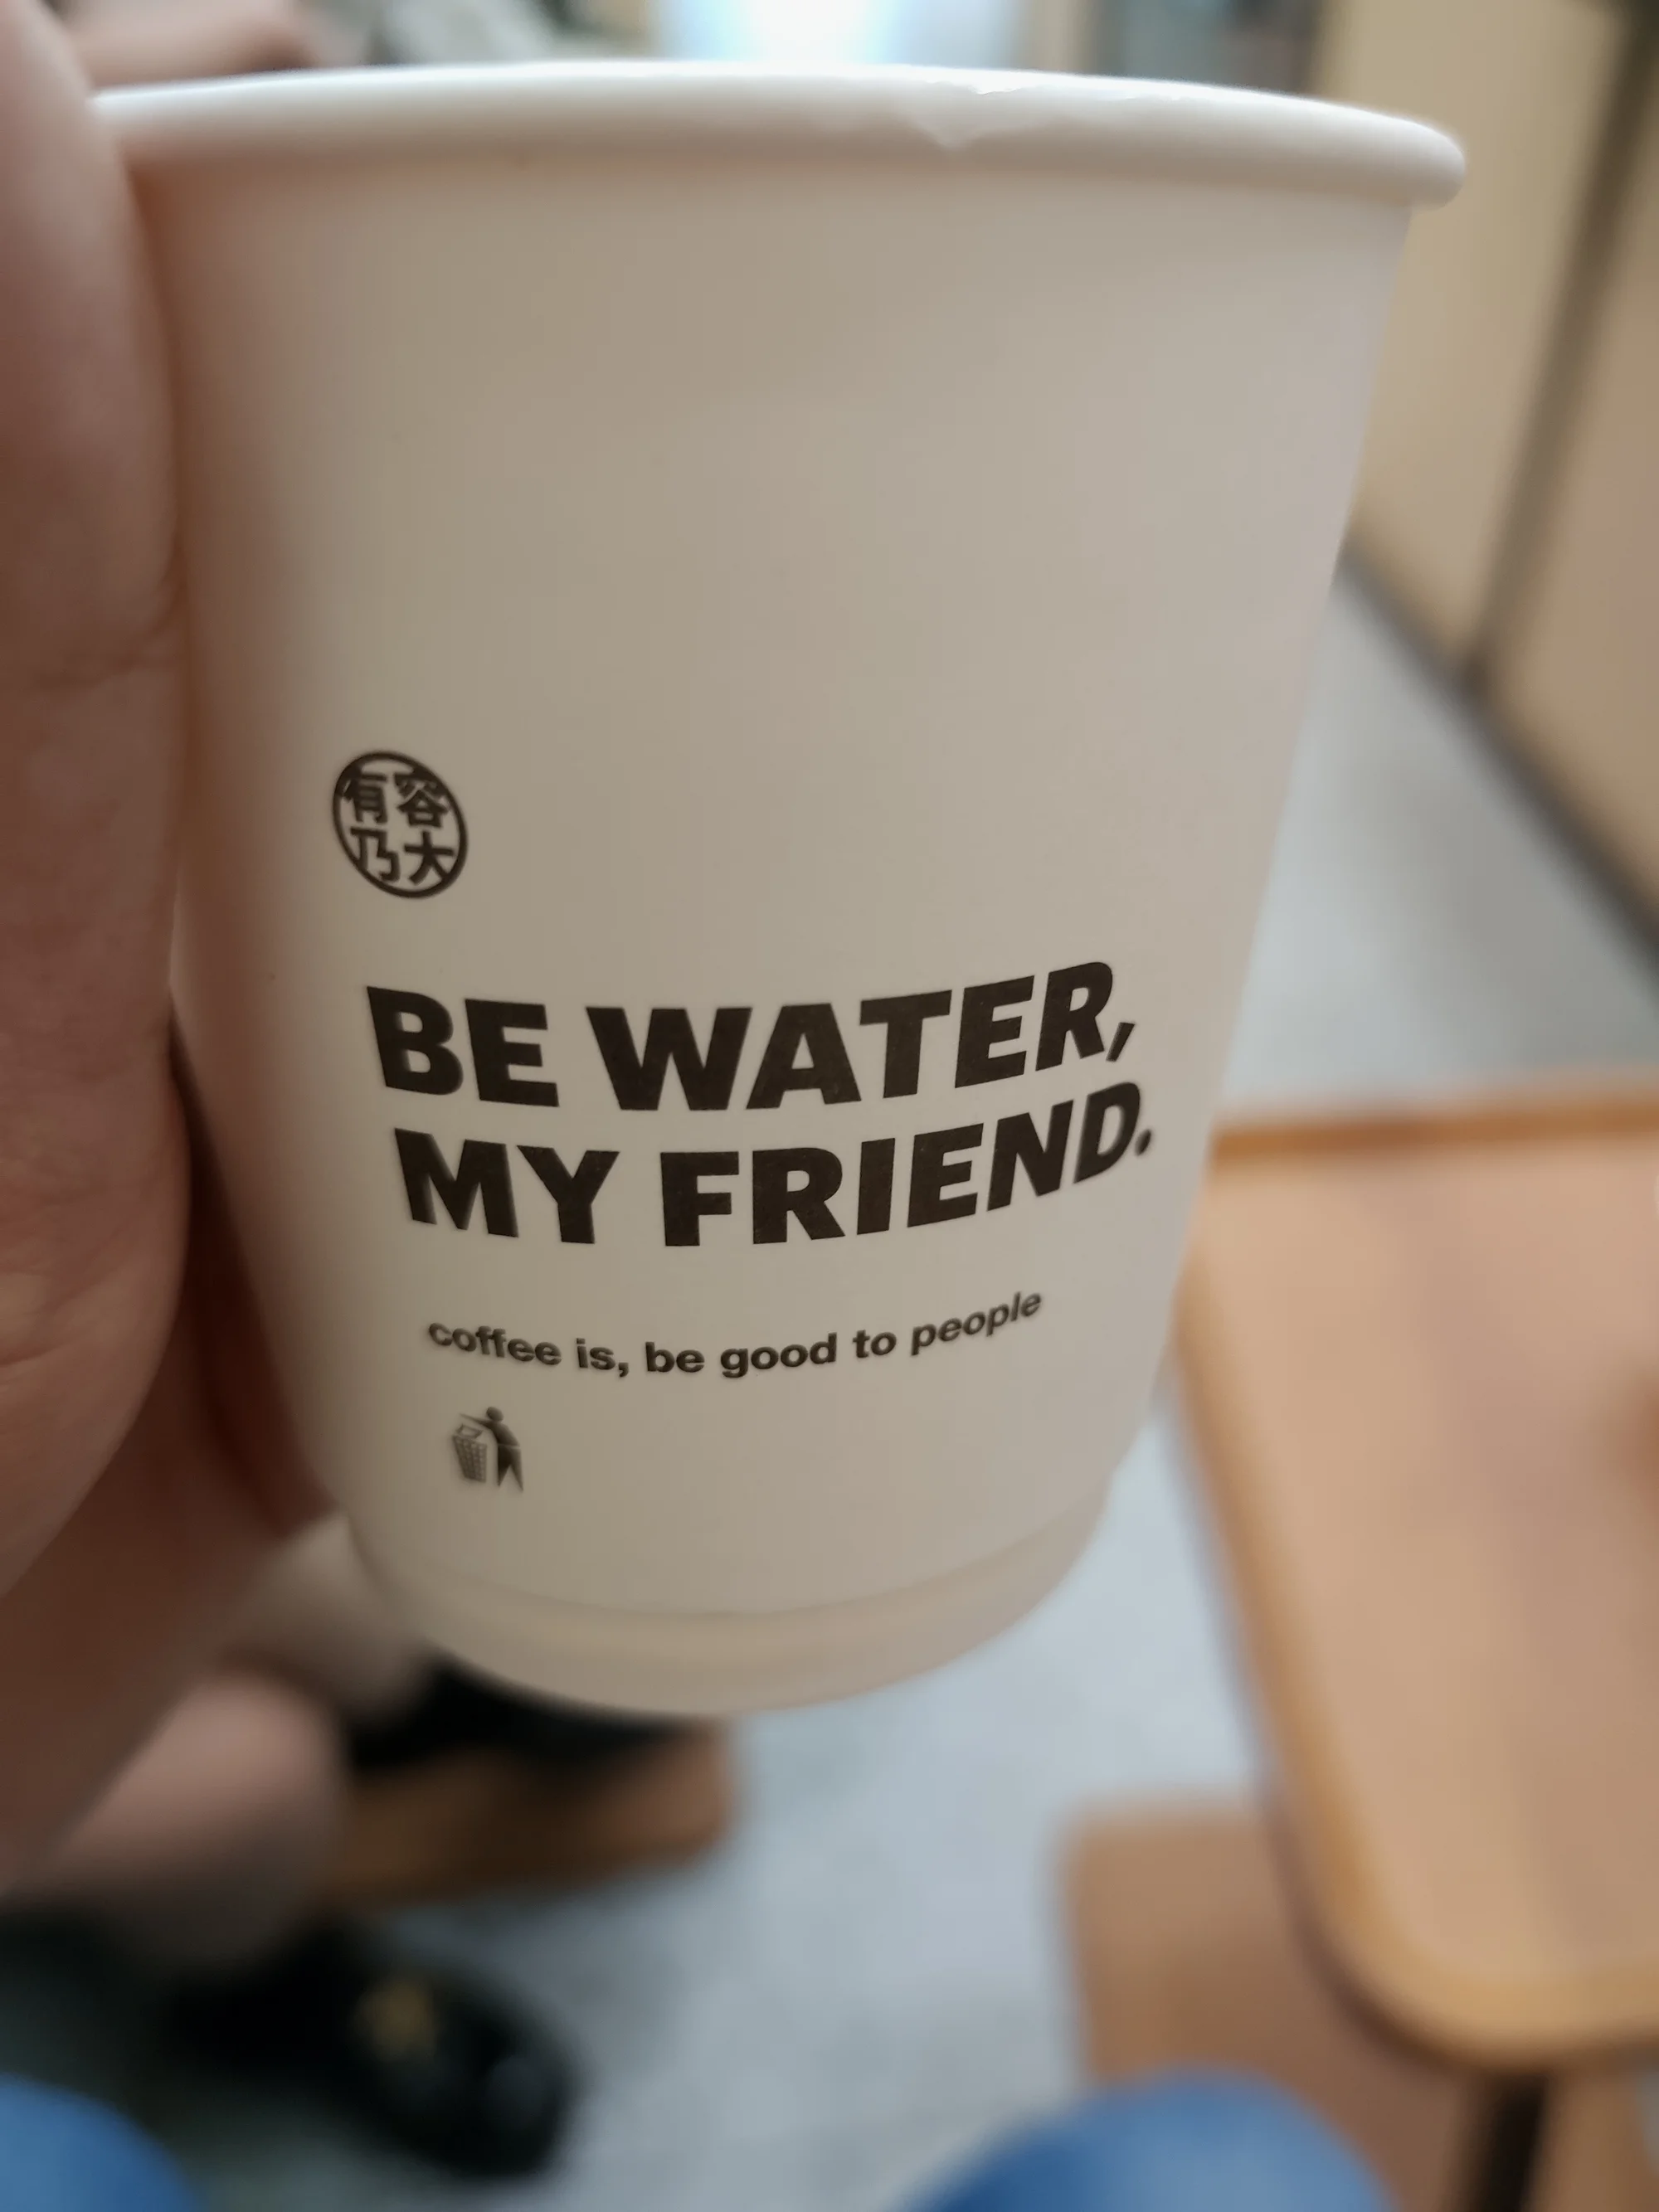 有容
乃大
BE WATER,
MY FRIEND.
coffee is, be good to people